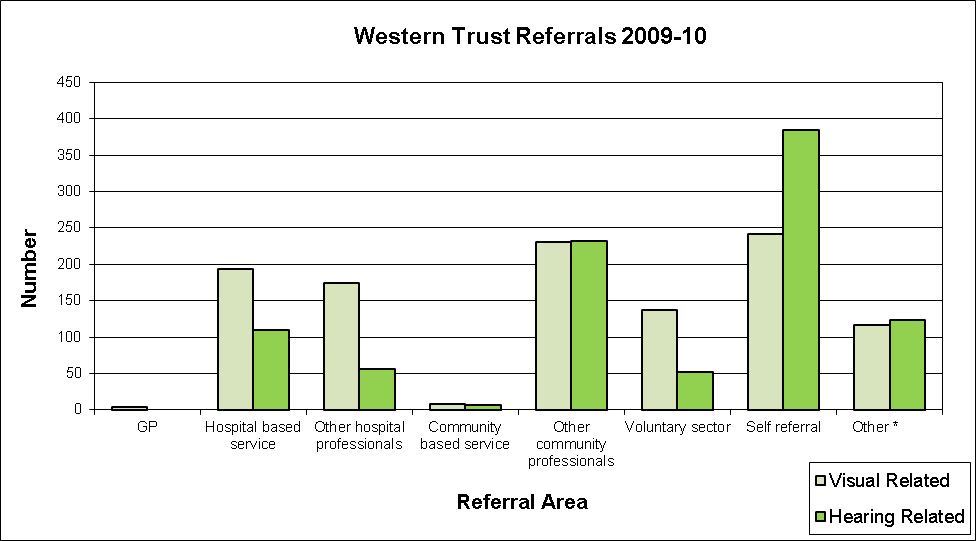 Western Trust Referrals 2009-10
450
400
350
300
250
200
150
100
50
0
Number
GP
Hospital based
service
Other hospital
professionals
Community
based service
Other
community
professionals
Voluntary sector
Self referral
Other *
Referral Area
Visual Related
Hearing Related